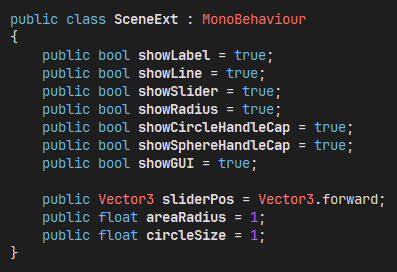 public class SceneExt : MonoBehaviour
{
    public bool showLabel = true;
    public bool showLine = true;
    public bool showSlider = true;
    public bool showRadius = true;
    public bool showCircleHandleCap = true;
    public bool showSphereHandleCap = true;
    public bool showGUI = true;

    public Vector3 sliderPos = Vector3.forward;
    public float areaRadius = 1;
    public float circleSize = 1;
}